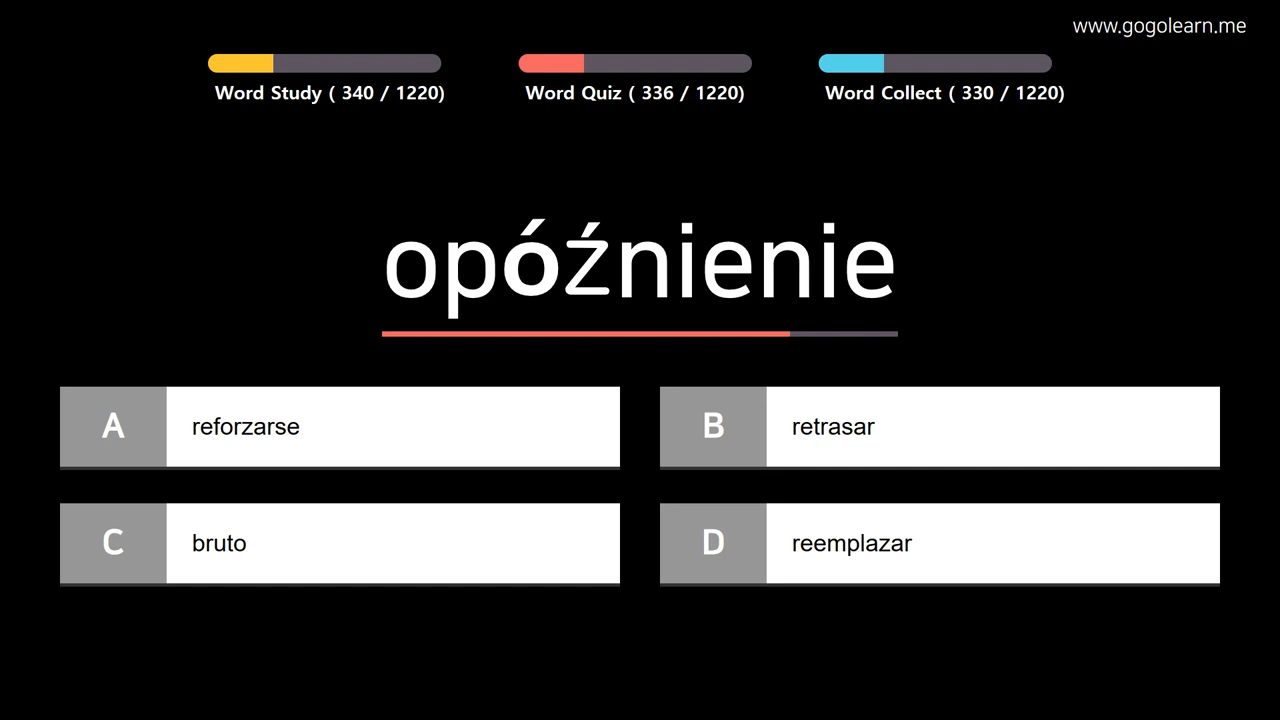 www.gogolearn.me
Word Study ( 340 / 1220)
Word Quiz ( 336 / 1220)
Word Collect ( 330 / 1220)
opóźnienie
A reforzarse
B retrasar
C bruto
D reemplazar